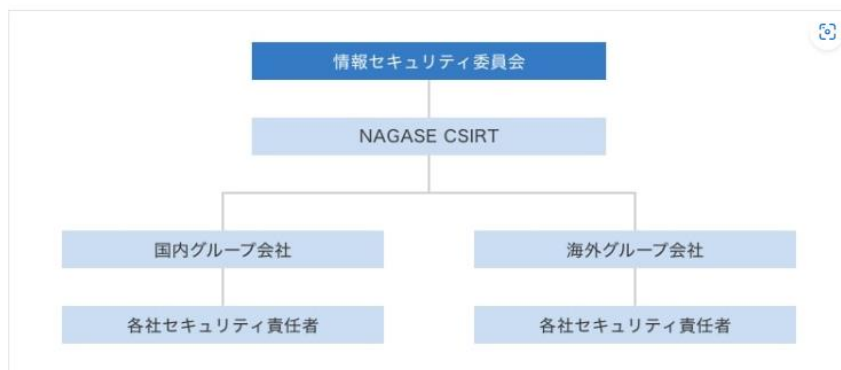 情報セキュリティ委員会
NAGASE CSIRT
国内グループ会社
海外グループ会社
各社セキュリティ責任者
各社セキュリティ責任者